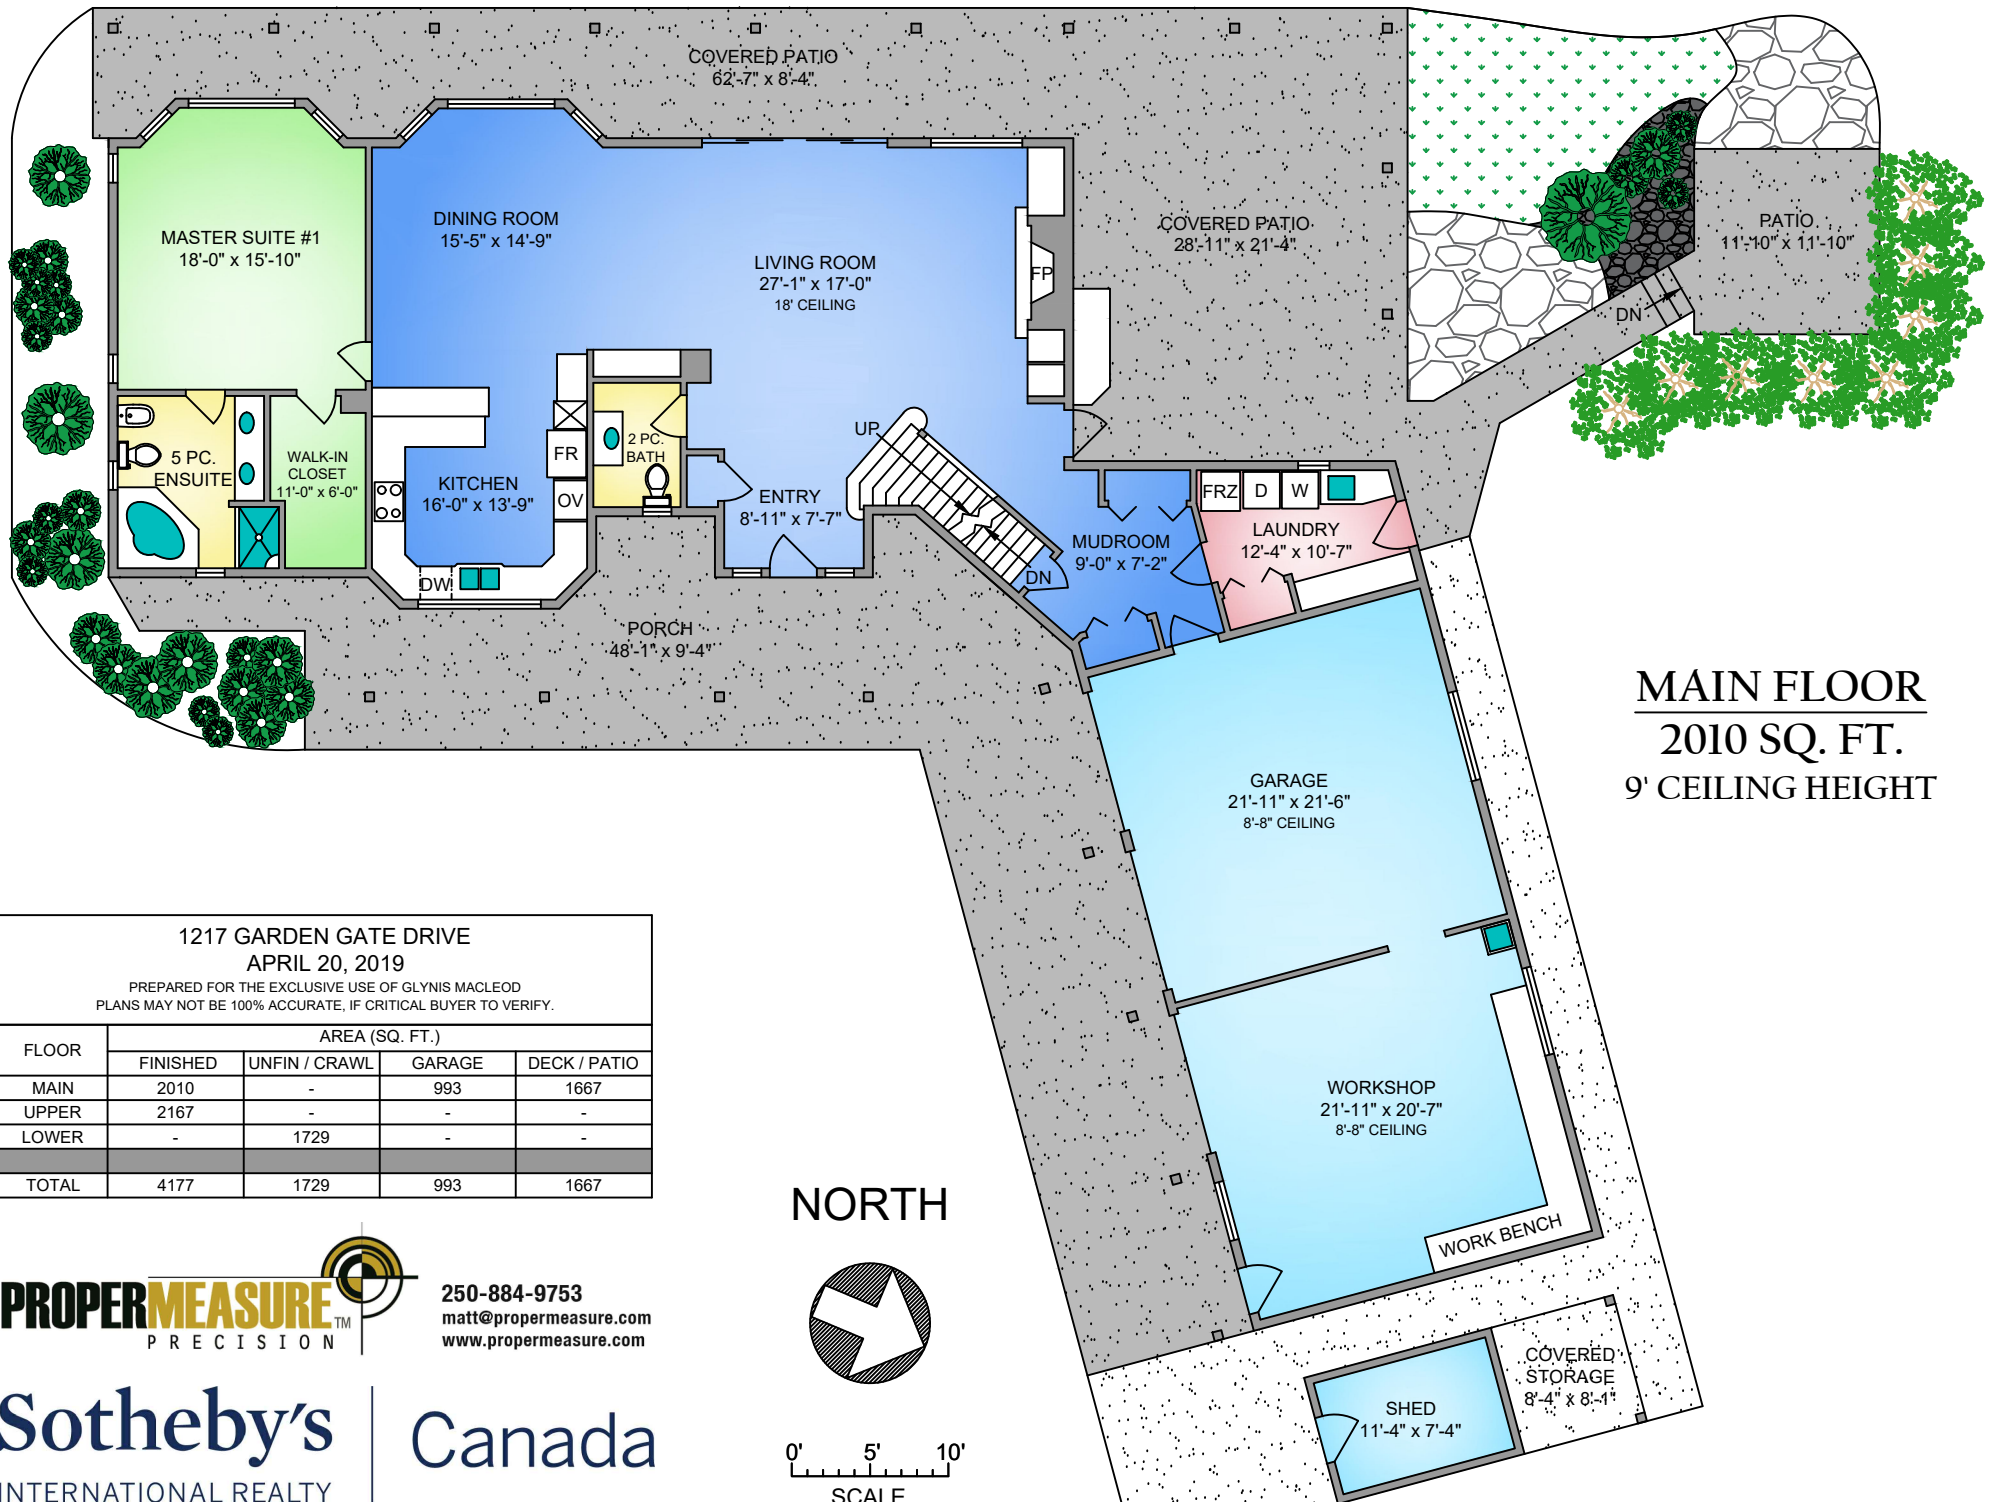 COVERED PATIO
62'-7" x 8'-4"
MASTER SUITE #1
18'-0" x 15'-10"
DINING ROOM
15'-5" x 14'-9"
LIVING ROOM
27'-1" x 17'-0"
18' CEILING
FP
COVERED PATIO
28'-11" x 21'-4"
PATIO
11'-10" x 11'-10"
DN
5 PC.
ENSUITE
WALK-IN
CLOSET
11'-0" x 6'-0"
KITCHEN
16'-0" x 13'-9"
FR
OV
DW
2 PC.
BATH
ENTRY
8'-11" x 7'-7"
UP
DN
MUDROOM
9'-0" x 7'-2"
FRZ
D
W
LAUNDRY
12'-4" x 10'-7"
PORCH
48'-1" x 9'-4"
MAIN FLOOR
2010 SQ. FT.
9' CEILING HEIGHT
GARAGE
21'-11" x 21'-6"
8'-8" CEILING
WORKSHOP
21'-11" x 20'-7"
8'-8" CEILING
WORK BENCH
COVERED
STORAGE
8'-4" x 8'-1"
SHED
11'-4" x 7'-4"
1217 GARDEN GATE DRIVE
APRIL 20, 2019
PREPARED FOR THE EXCLUSIVE USE OF GLYNIS MACLEOD
PLANS MAY NOT BE 100% ACCURATE, IF CRITICAL BUYER TO VERIFY.
FLOOR AREA (SQ. FT.)
FINISHED UNFIN / CRAWL GARAGE DECK / PATIO
MAIN 2010 - 993 1667
UPPER 2167 - - -
LOWER - 1729 - -
TOTAL 4177 1729 993 1667
PROPERMEASURE TM
PRECISION
250-884-9753
matt@propermeasure.com
www.propermeasure.com
Sotheby's
INTERNATIONAL REALTY
Canada
NORTH
0' 5' 10'
SCALE